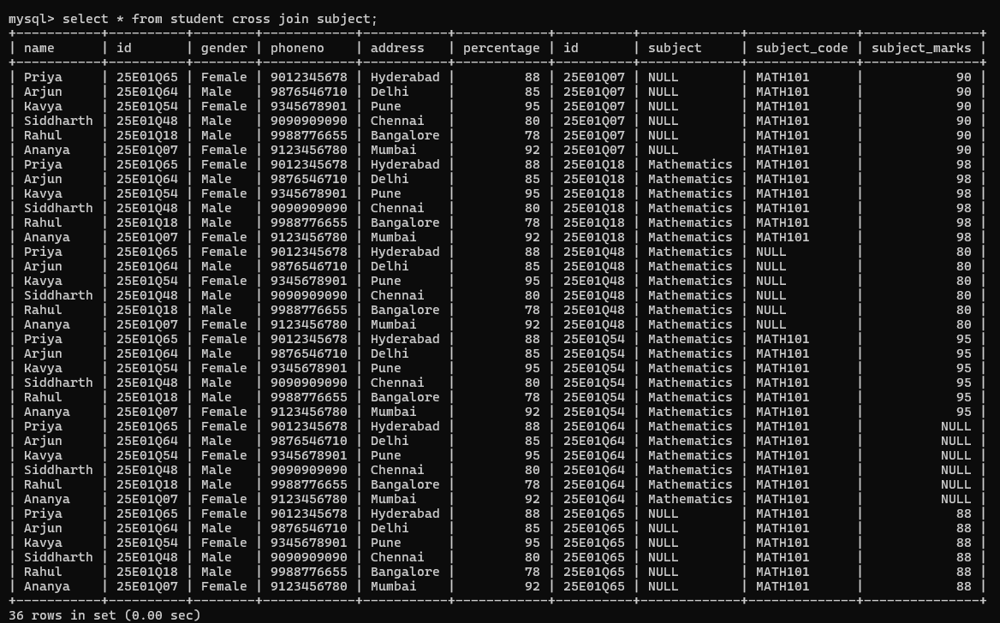 mysql> select * from student cross join subject;
+-----------+----------+--------+------------+-----------+------------+----------+-------------+--------------+---------------+
| name      | id       | gender | phoneno    | address   | percentage | id       | subject     | subject_code | subject_marks |
+-----------+----------+--------+------------+-----------+------------+----------+-------------+--------------+---------------+
| Priya     | 25E01Q65 | Female | 9012345678 | Hyderabad |         88 | 25E01Q07 | NULL        | MATH101      |            90 |
| Arjun     | 25E01Q64 | Male   | 9876546710 | Delhi     |         85 | 25E01Q07 | NULL        | MATH101      |            90 |
| Kavya     | 25E01Q54 | Female | 9345678901 | Pune      |         95 | 25E01Q07 | NULL        | MATH101      |            90 |
| Siddharth | 25E01Q48 | Male   | 9090909090 | Chennai   |         80 | 25E01Q07 | NULL        | MATH101      |            90 |
| Rahul     | 25E01Q18 | Male   | 9988776655 | Bangalore |         78 | 25E01Q07 | NULL        | MATH101      |            90 |
| Ananya    | 25E01Q07 | Female | 9123456780 | Mumbai    |         92 | 25E01Q07 | NULL        | MATH101      |            90 |
| Priya     | 25E01Q65 | Female | 9012345678 | Hyderabad |         88 | 25E01Q18 | Mathematics | MATH101      |            98 |
| Arjun     | 25E01Q64 | Male   | 9876546710 | Delhi     |         85 | 25E01Q18 | Mathematics | MATH101      |            98 |
| Kavya     | 25E01Q54 | Female | 9345678901 | Pune      |         95 | 25E01Q18 | Mathematics | MATH101      |            98 |
| Siddharth | 25E01Q48 | Male   | 9090909090 | Chennai   |         80 | 25E01Q18 | Mathematics | MATH101      |            98 |
| Rahul     | 25E01Q18 | Male   | 9988776655 | Bangalore |         78 | 25E01Q18 | Mathematics | MATH101      |            98 |
| Ananya    | 25E01Q07 | Female | 9123456780 | Mumbai    |         92 | 25E01Q18 | Mathematics | MATH101      |            98 |
| Priya     | 25E01Q65 | Female | 9012345678 | Hyderabad |         88 | 25E01Q48 | Mathematics | NULL         |            80 |
| Arjun     | 25E01Q64 | Male   | 9876546710 | Delhi     |         85 | 25E01Q48 | Mathematics | NULL         |            80 |
| Kavya     | 25E01Q54 | Female | 9345678901 | Pune      |         95 | 25E01Q48 | Mathematics | NULL         |            80 |
| Siddharth | 25E01Q48 | Male   | 9090909090 | Chennai   |         80 | 25E01Q48 | Mathematics | NULL         |            80 |
| Rahul     | 25E01Q18 | Male   | 9988776655 | Bangalore |         78 | 25E01Q48 | Mathematics | NULL         |            80 |
| Ananya    | 25E01Q07 | Female | 9123456780 | Mumbai    |         92 | 25E01Q48 | Mathematics | NULL         |            80 |
| Priya     | 25E01Q65 | Female | 9012345678 | Hyderabad |         88 | 25E01Q54 | Mathematics | MATH101      |            95 |
| Arjun     | 25E01Q64 | Male   | 9876546710 | Delhi     |         85 | 25E01Q54 | Mathematics | MATH101      |            95 |
| Kavya     | 25E01Q54 | Female | 9345678901 | Pune      |         95 | 25E01Q54 | Mathematics | MATH101      |            95 |
| Siddharth | 25E01Q48 | Male   | 9090909090 | Chennai   |         80 | 25E01Q54 | Mathematics | MATH101      |            95 |
| Rahul     | 25E01Q18 | Male   | 9988776655 | Bangalore |         78 | 25E01Q54 | Mathematics | MATH101      |            95 |
| Ananya    | 25E01Q07 | Female | 9123456780 | Mumbai    |         92 | 25E01Q54 | Mathematics | MATH101      |            95 |
| Priya     | 25E01Q65 | Female | 9012345678 | Hyderabad |         88 | 25E01Q64 | Mathematics | MATH101      |          NULL |
| Arjun     | 25E01Q64 | Male   | 9876546710 | Delhi     |         85 | 25E01Q64 | Mathematics | MATH101      |          NULL |
| Kavya     | 25E01Q54 | Female | 9345678901 | Pune      |         95 | 25E01Q64 | Mathematics | MATH101      |          NULL |
| Siddharth | 25E01Q48 | Male   | 9090909090 | Chennai   |         80 | 25E01Q64 | Mathematics | MATH101      |          NULL |
| Rahul     | 25E01Q18 | Male   | 9988776655 | Bangalore |         78 | 25E01Q64 | Mathematics | MATH101      |          NULL |
| Ananya    | 25E01Q07 | Female | 9123456780 | Mumbai    |         92 | 25E01Q64 | Mathematics | MATH101      |          NULL |
| Priya     | 25E01Q65 | Female | 9012345678 | Hyderabad |         88 | 25E01Q65 | NULL        | MATH101      |            88 |
| Arjun     | 25E01Q64 | Male   | 9876546710 | Delhi     |         85 | 25E01Q65 | NULL        | MATH101      |            88 |
| Kavya     | 25E01Q54 | Female | 9345678901 | Pune      |         95 | 25E01Q65 | NULL        | MATH101      |            88 |
| Siddharth | 25E01Q48 | Male   | 9090909090 | Chennai   |         80 | 25E01Q65 | NULL        | MATH101      |            88 |
| Rahul     | 25E01Q18 | Male   | 9988776655 | Bangalore |         78 | 25E01Q65 | NULL        | MATH101      |            88 |
| Ananya    | 25E01Q07 | Female | 9123456780 | Mumbai    |         92 | 25E01Q65 | NULL        | MATH101      |            88 |
+-----------+----------+--------+------------+-----------+------------+----------+-------------+--------------+---------------+
36 rows in set (0.00 sec)